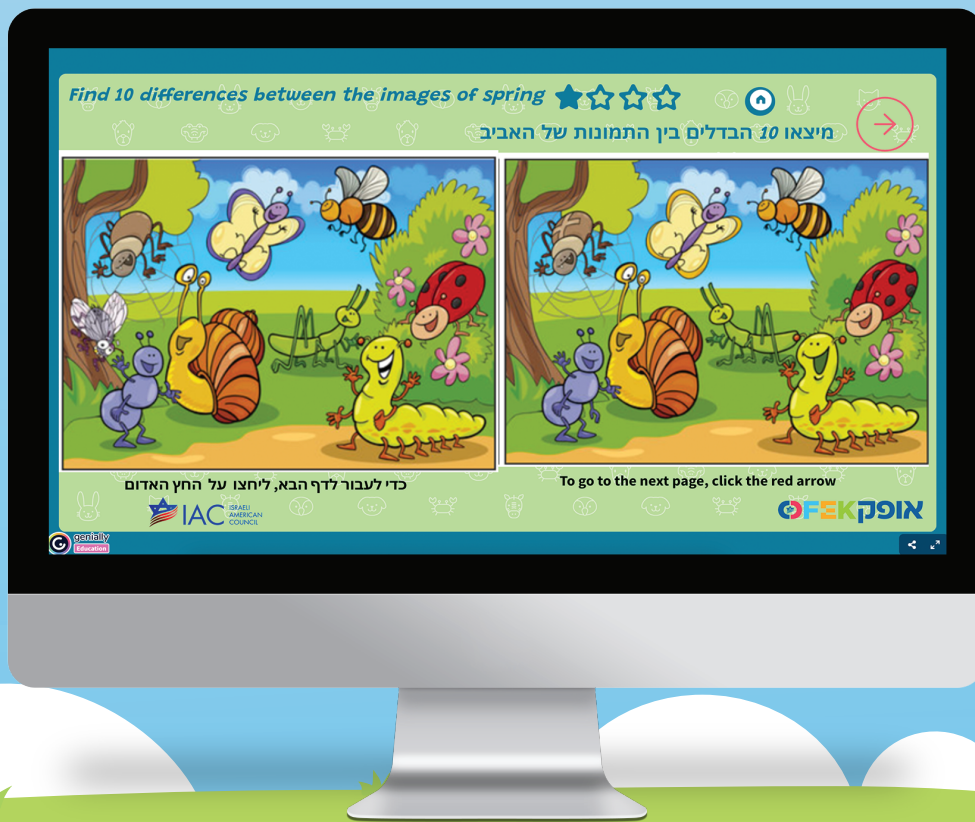 Find 10 differences between the images of spring
מיצאו 10 הבדלים בין התמונות של האביב
כדי לעבור לדף הבא, ליחצו על החץ האדום
To go to the next page, click the red arrow
IAC ISRAELI
AMERICAN
COUNCIL
OFEK אופק
genially
Education